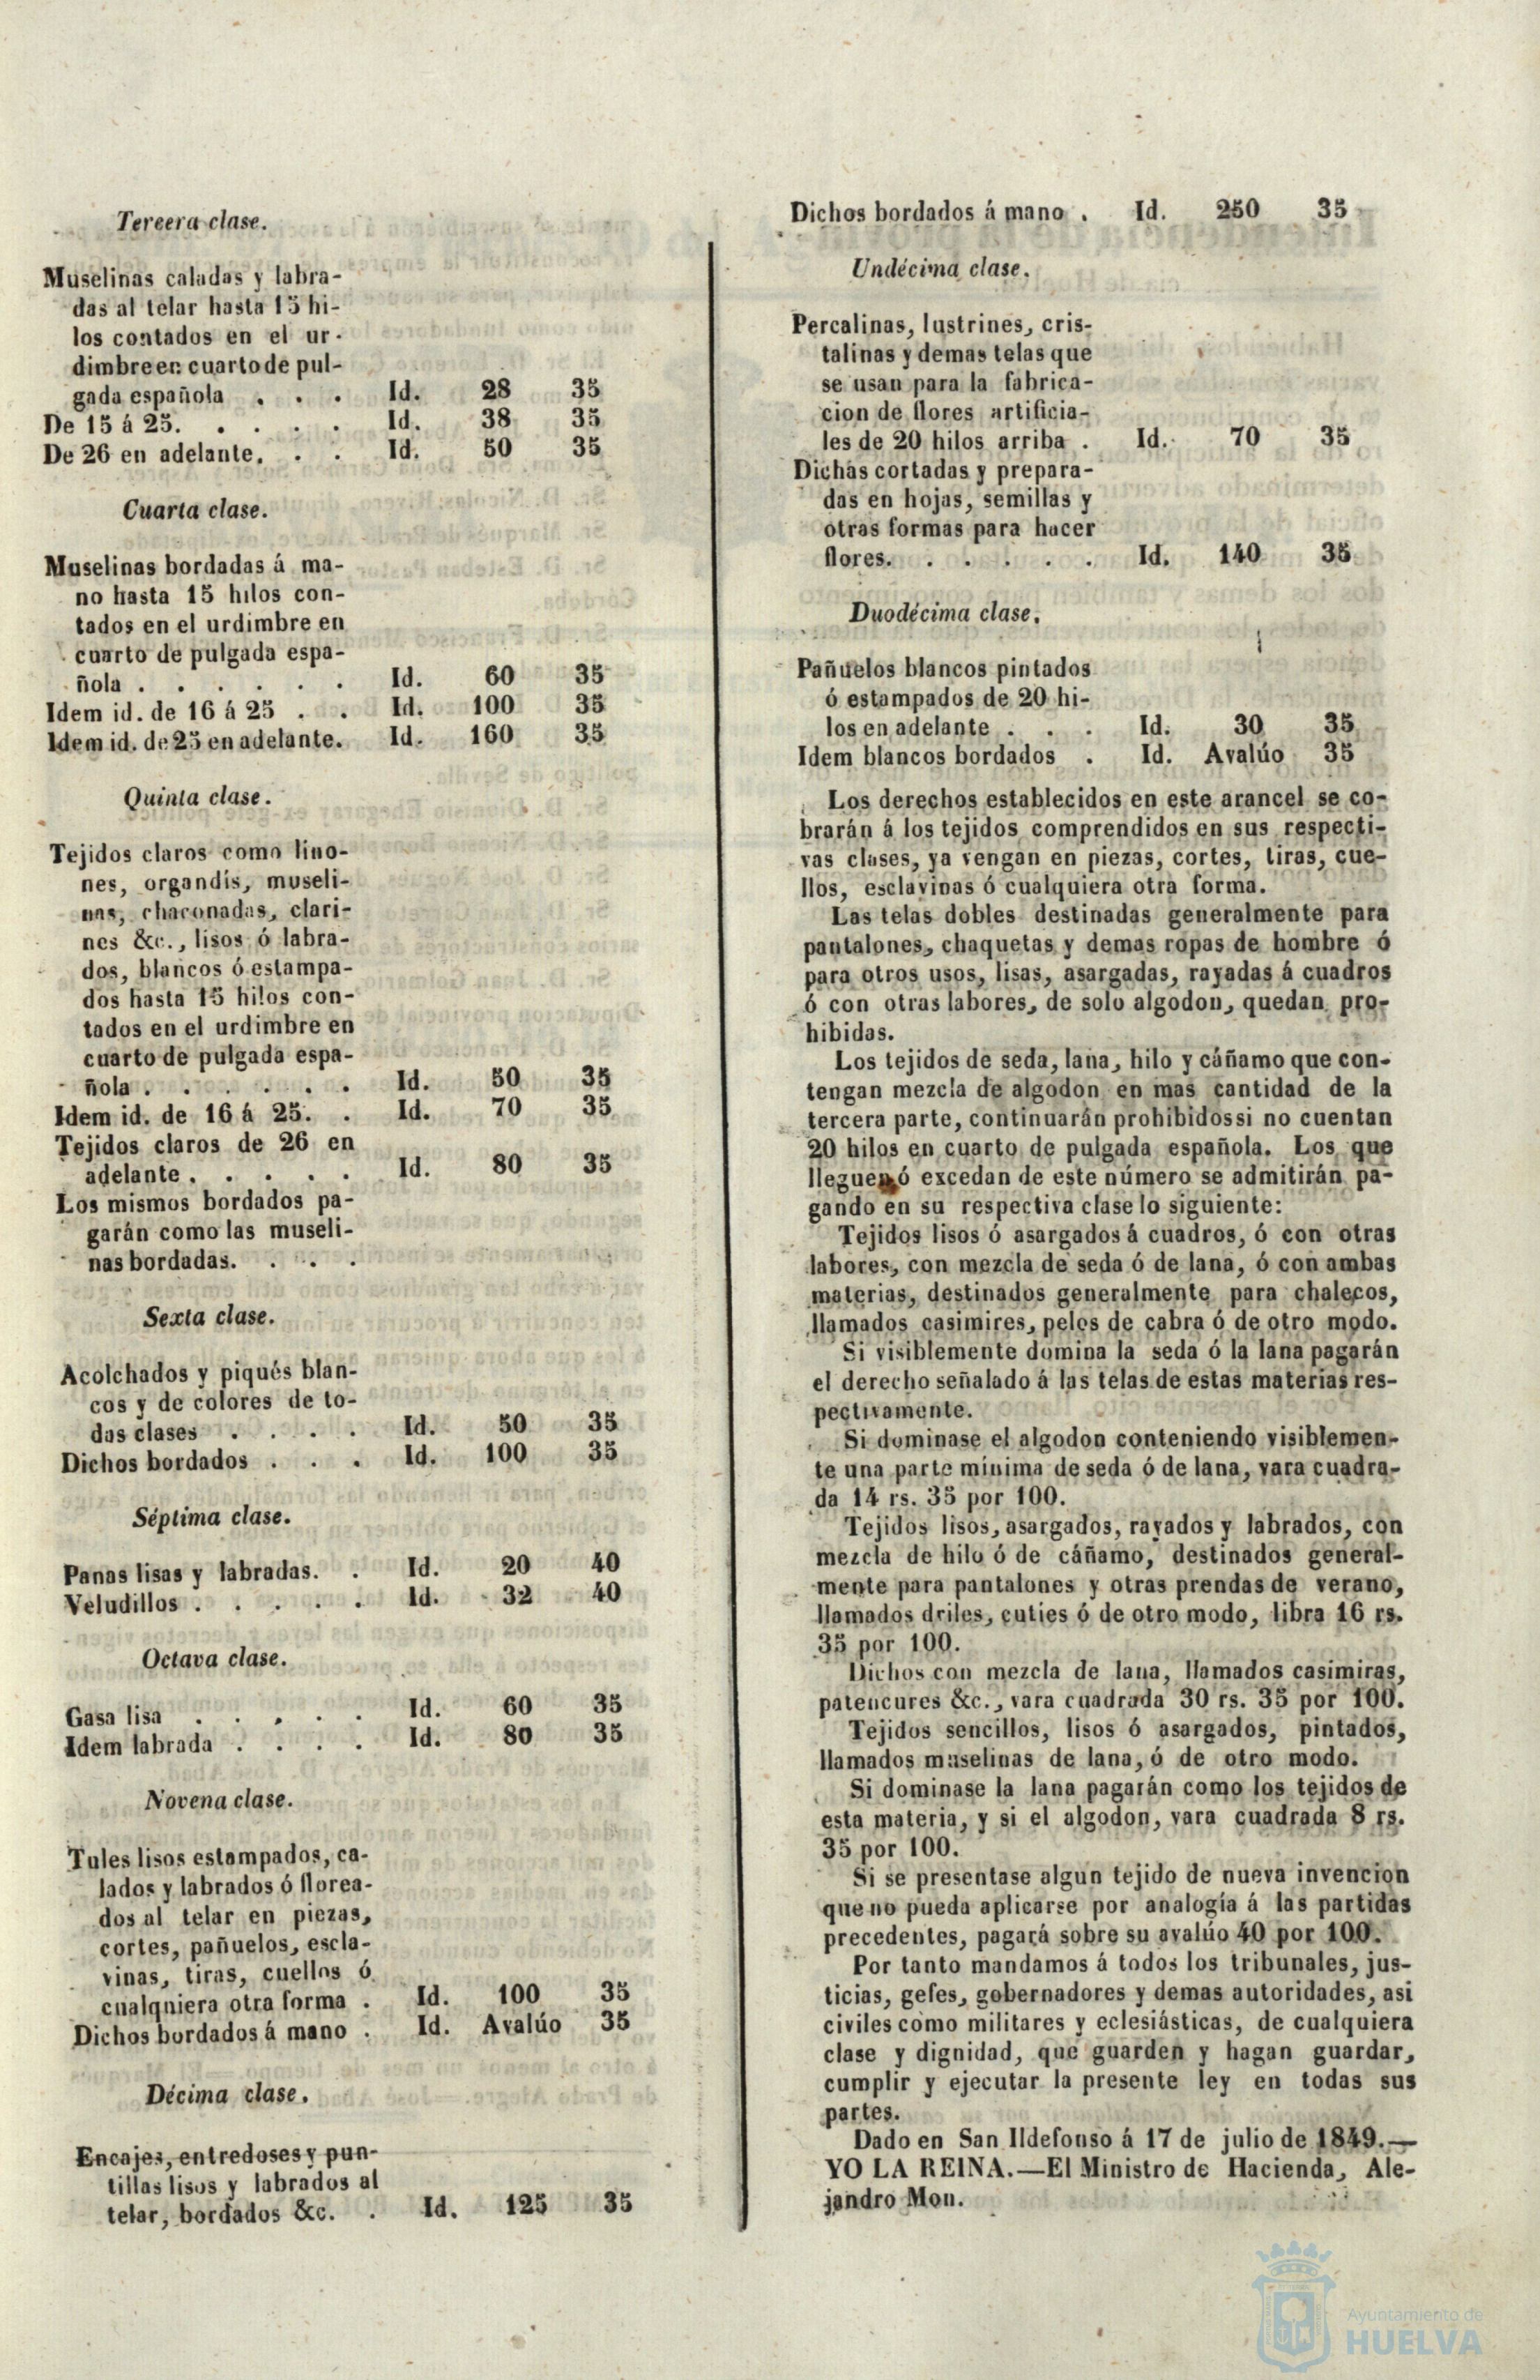 Tercera clase.
Muselinas caladas y labra-
das al telar hasta 15 hi-
los contados en el ur-
dimbre en cuarto de pul-
gada española . . . Id. 28 35
De 15 á 25. . . . . Id. 38 35
De 26 en adelante. . . Id. 50 35
Cuarta clase.
Muselinas bordadas á ma-
no hasta 15 hilos con-
tados en el urdimbre en
cuarto de pulgada espa-
ñola . . . . . . Id. 60 35
Idem id. de 16 á 25 . . Id. 100 35
Idem id. de 25 en adelante. Id. 160 35
Quinta clase.
Tejidos claros como lino-
nes, organdís, museli-
nas, chaconadas, clari-
nes &c., lisos ó labra-
dos, blancos ó estampa-
dos hasta 15 hilos con-
tados en el urdimbre en
cuarto de pulgada espa-
ñola . . . . . . Id. 50 35
Idem id. de 16 á 25. . Id. 70 35
Tejidos claros de 26 en
adelante . . . . . Id. 80 35
Los mismos bordados pa-
garán como las museli-
nas bordadas. . . .
Sexta clase.
Acolchados y piqués blan-
cos y de colores de to-
das clases . . . . Id. 50 35
Dichos bordados . . . Id. 100 35
Séptima clase.
Panas lisas y labradas. . Id. 20 40
Veludillos . . . . . Id. 32 40
Octava clase.
Gasa lisa . . . . . Id. 60 35
Idem labrada . . . . Id. 80 35
Novena clase.
Tules lisos estampados, ca-
lados y labrados ó florea-
dos al telar en piezas,
cortes, pañuelos, escla-
vinas, tiras, cuellos ó
cualquiera otra forma . Id. 100 35
Dichos bordados á mano . Id. Avalúo 35
Décima clase.
Encajes, entredoses y pun-
tillas lisos y labrados al
telar, bordados &c. . Id. 125 35
Dichos bordados á mano . Id. 250 35
Undécima clase.
Percalinas, lustrines, cris-
talinas y demas telas que
se usan para la fabrica-
cion de flores artificia-
les de 20 hilos arriba . Id. 70 35
Dichas cortadas y prepara-
das en hojas, semillas y
otras formas para hacer
flores. . . . . . Id. 140 35
Duodécima clase.
Pañuelos blancos pintados
ó estampados de 20 hi-
los en adelante . . . Id. 30 35
Idem blancos bordados . Id. Avalúo 35
Los derechos establecidos en este arancel se co-
brarán á los tejidos comprendidos en sus respecti-
vas clases, ya vengan en piezas, cortes, tiras, cue-
llos, esclavinas ó cualquiera otra forma.
Las telas dobles destinadas generalmente para
pantalones, chaquetas y demas ropas de hombre ó
para otros usos, lisas, asargadas, rayadas á cuadros
ó con otras labores, de solo algodon, quedan pro-
hibidas.
Los tejidos de seda, lana, hilo y cáñamo que con-
tengan mezcla de algodon en mas cantidad de la
tercera parte, continuarán prohibidos si no cuentan
20 hilos en cuarto de pulgada española. Los que
lleguen ó excedan de este número se admitirán pa-
gando en su respectiva clase lo siguiente:
Tejidos lisos ó asargados á cuadros, ó con otras
labores, con mezcla de seda ó de lana, ó con ambas
materias, destinados generalmente para chalecos,
llamados casimires, pelos de cabra ó de otro modo.
Si visiblemente domina la seda ó la lana pagarán
el derecho señalado á las telas de estas materias res-
pectivamente.
Si dominase el algodon conteniendo visiblemen-
te una parte mínima de seda ó de lana, vara cuadra-
da 14 rs. 35 por 100.
Tejidos lisos, asargados, rayados y labrados, con
mezcla de hilo ó de cáñamo, destinados general-
mente para pantalones y otras prendas de verano,
llamados driles, cuties ó de otro modo, libra 16 rs.
35 por 100.
Dichos con mezcla de lana, llamados casimiras,
patencures &c., vara cuadrada 30 rs. 35 por 100.
Tejidos sencillos, lisos ó asargados, pintados,
llamados muselinas de lana, ó de otro modo.
Si dominase la lana pagarán como los tejidos de
esta materia, y si el algodon, vara cuadrada 8 rs.
35 por 100.
Si se presentase algun tejido de nueva invencion
que no pueda aplicarse por analogía á las partidas
precedentes, pagará sobre su avalúo 40 por 100.
Por tanto mandamos á todos los tribunales, jus-
ticias, gefes, gobernadores y demas autoridades, asi
civiles como militares y eclesiásticas, de cualquiera
clase y dignidad, que guarden y hagan guardar,
cumplir y ejecutar la presente ley en todas sus
partes.
Dado en San Ildefonso á 17 de julio de 1849.—
YO LA REINA.—El Ministro de Hacienda, Ale-
jandro Mon.
Ayuntamiento de
HUELVA